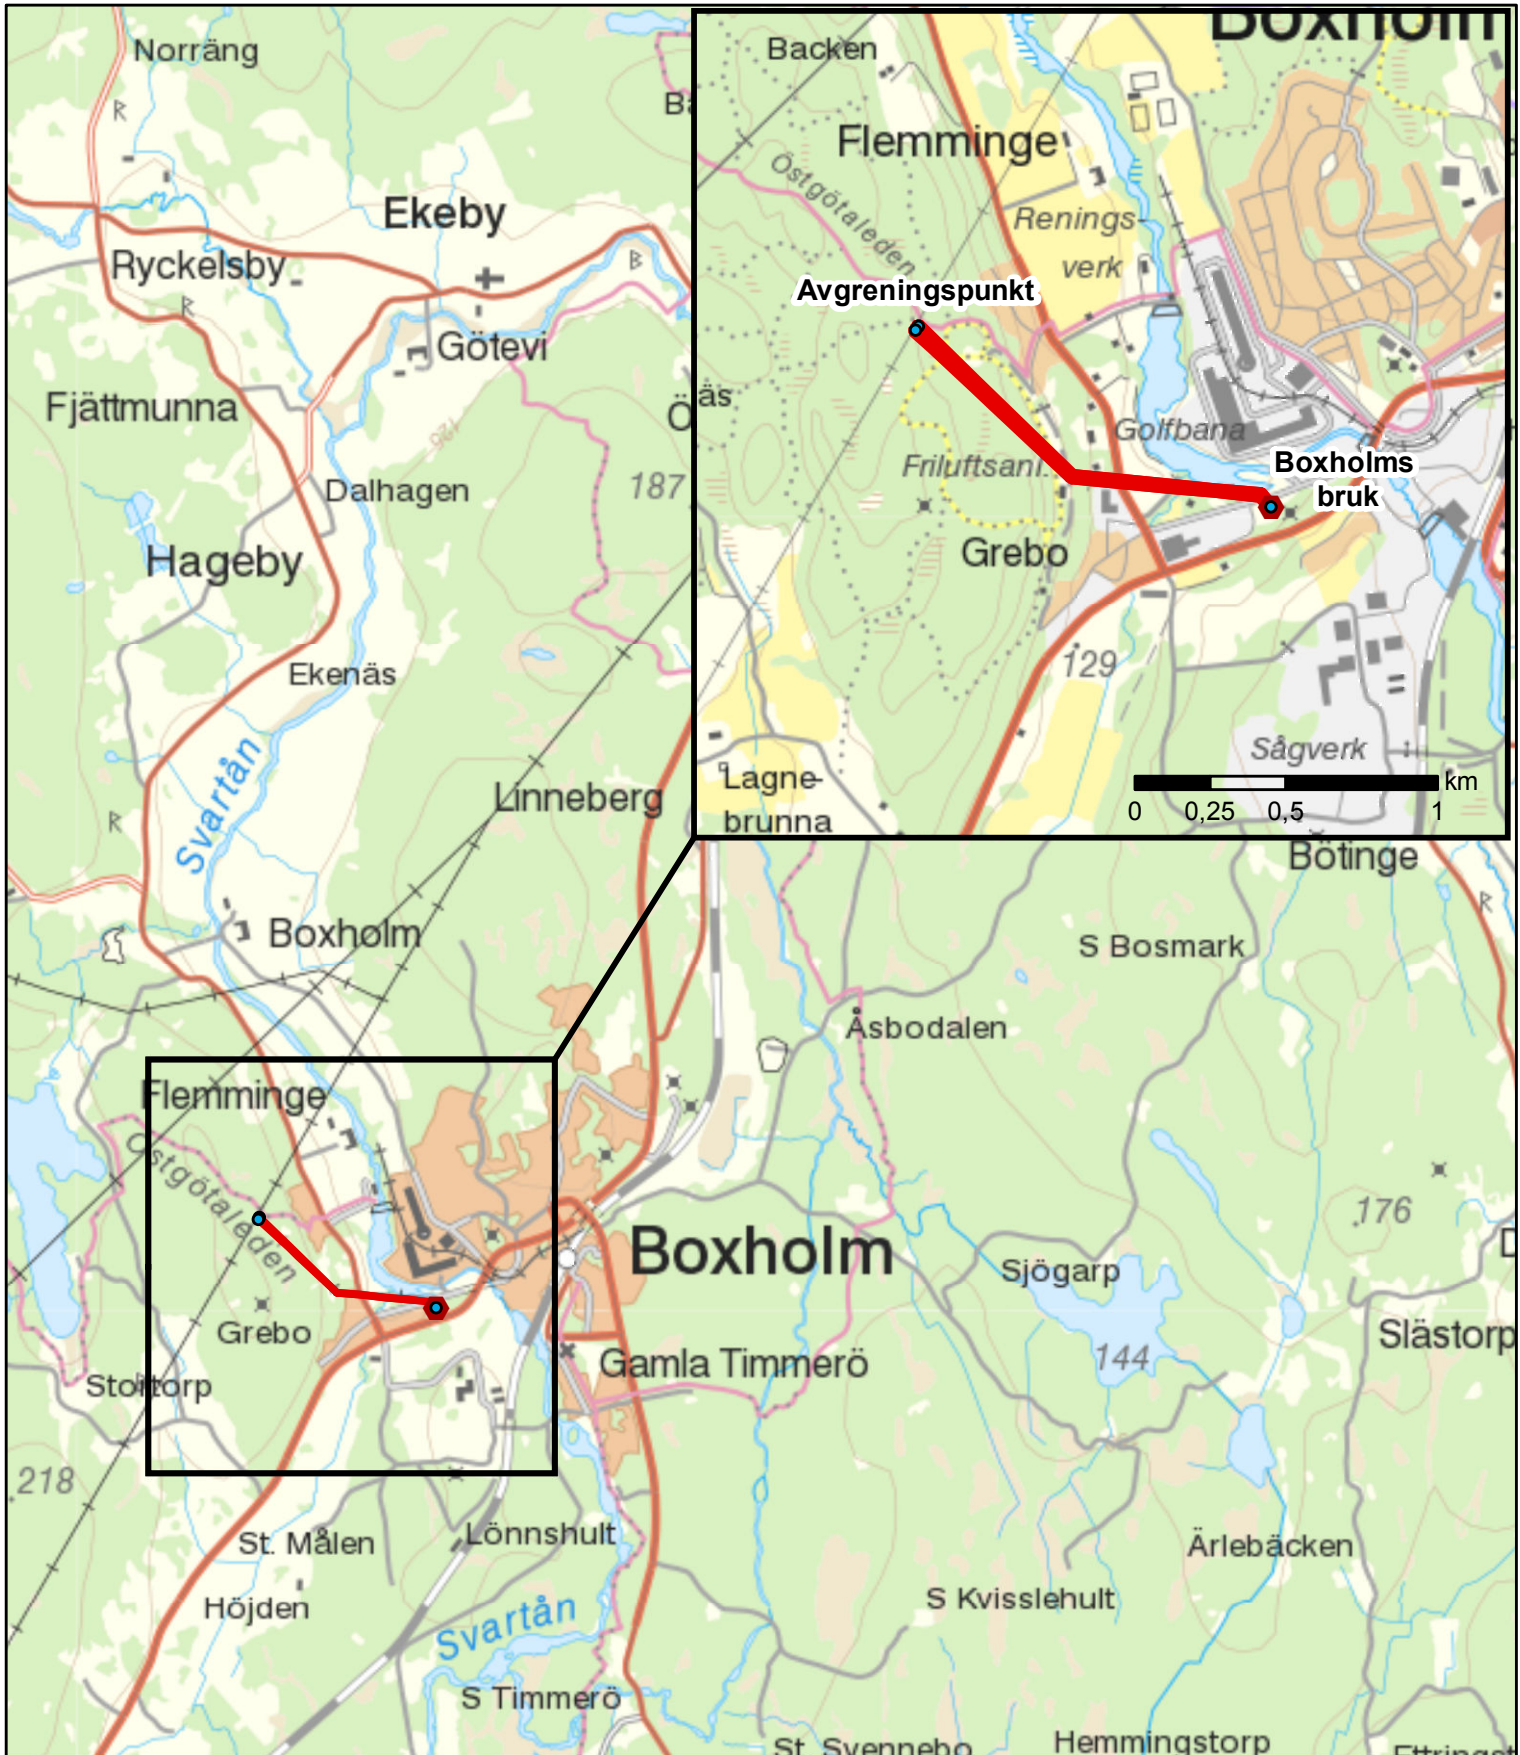 Norräng
Ekeby
Ryckelsby
Götevi
Fjättmunna
187
Dalhagen
Hageby
Ekenäs
Svartån
Linneberg
Boxholm
Backen
Flemminge
Östgötaleden
Renings-
verk
Avgreningspunkt
Golfbana
Friluftsanl.
Boxholms
bruk
Grebo
129
Sågverk
Lagne-
brunna
km
0
0,25
0,5
1
Boxholm
Bötinge
S Bosmark
Åsbodalen
Flemminge
Östgötaleden
176
Boxholm
Sjögarp
Grebo
Slästorp
144
Gamla Timmerö
Stortorp
218
St. Målen
Lönnshult
Ärlebäcken
Höjden
S Kvisslehult
Svartån
S Timmerö
St. Svennebo
Hemmingstorp